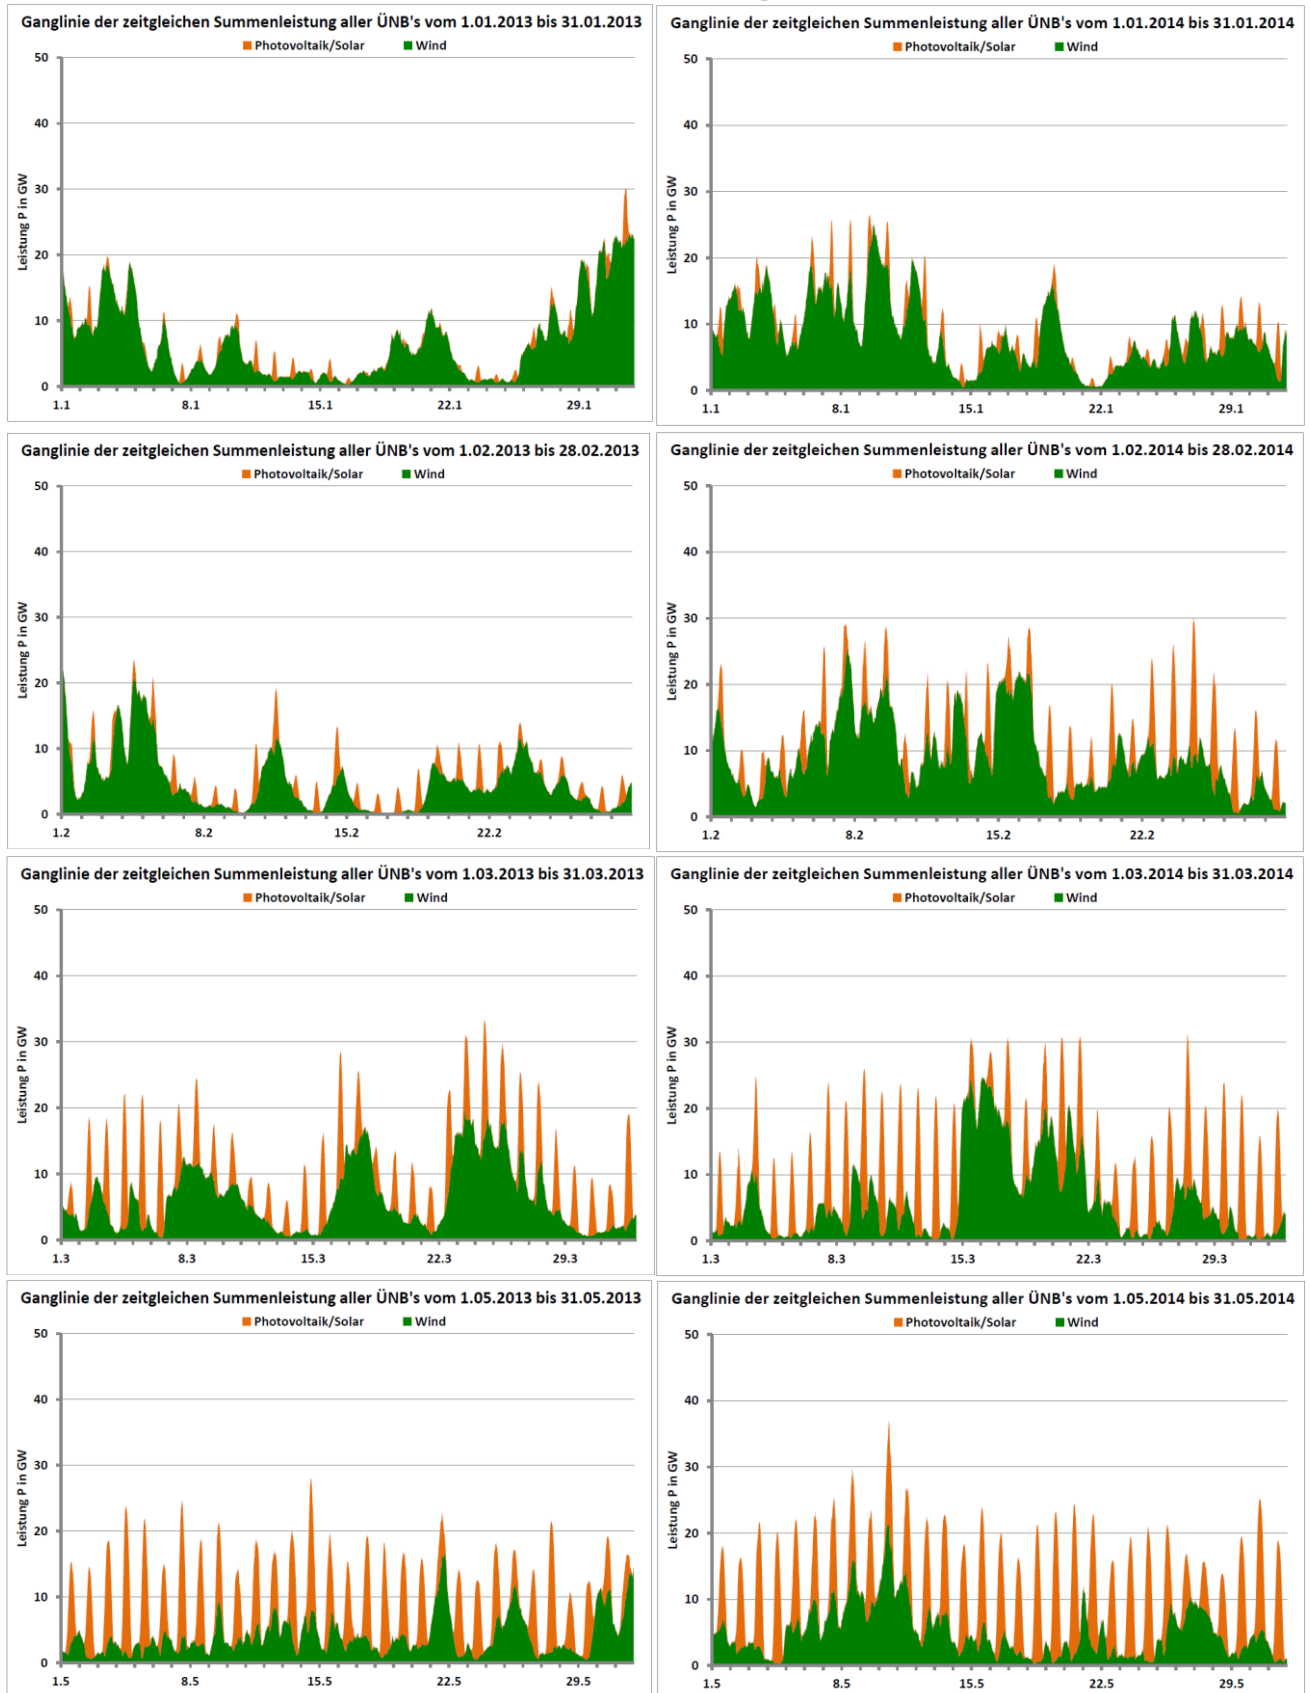 Ganglinie der zeitgleichen Summenleistung aller ÜNB's vom 1.01.2013 bis 31.01.2013
Photovoltaik/Solar Wind
Leistung P in GW
50
40
30
20
10
0
1.1 8.1 15.1 22.1 29.1
Ganglinie der zeitgleichen Summenleistung aller ÜNB's vom 1.01.2014 bis 31.01.2014
Photovoltaik/Solar Wind
Leistung P in GW
50
40
30
20
10
0
1.1 8.1 15.1 22.1 29.1
Ganglinie der zeitgleichen Summenleistung aller ÜNB's vom 1.02.2013 bis 28.02.2013
Photovoltaik/Solar Wind
Leistung P in GW
50
40
30
20
10
0
1.2 8.2 15.2 22.2
Ganglinie der zeitgleichen Summenleistung aller ÜNB's vom 1.02.2014 bis 28.02.2014
Photovoltaik/Solar Wind
Leistung P in GW
50
40
30
20
10
0
1.2 8.2 15.2 22.2
Ganglinie der zeitgleichen Summenleistung aller ÜNB's vom 1.03.2013 bis 31.03.2013
Photovoltaik/Solar Wind
Leistung P in GW
50
40
30
20
10
0
1.3 8.3 15.3 22.3 29.3
Ganglinie der zeitgleichen Summenleistung aller ÜNB's vom 1.03.2014 bis 31.03.2014
Photovoltaik/Solar Wind
Leistung P in GW
50
40
30
20
10
0
1.3 8.3 15.3 22.3 29.3
Ganglinie der zeitgleichen Summenleistung aller ÜNB's vom 1.05.2013 bis 31.05.2013
Photovoltaik/Solar Wind
Leistung P in GW
50
40
30
20
10
0
1.5 8.5 15.5 22.5 29.5
Ganglinie der zeitgleichen Summenleistung aller ÜNB's vom 1.05.2014 bis 31.05.2014
Photovoltaik/Solar Wind
Leistung P in GW
50
40
30
20
10
0
1.5 8.5 15.5 22.5 29.5